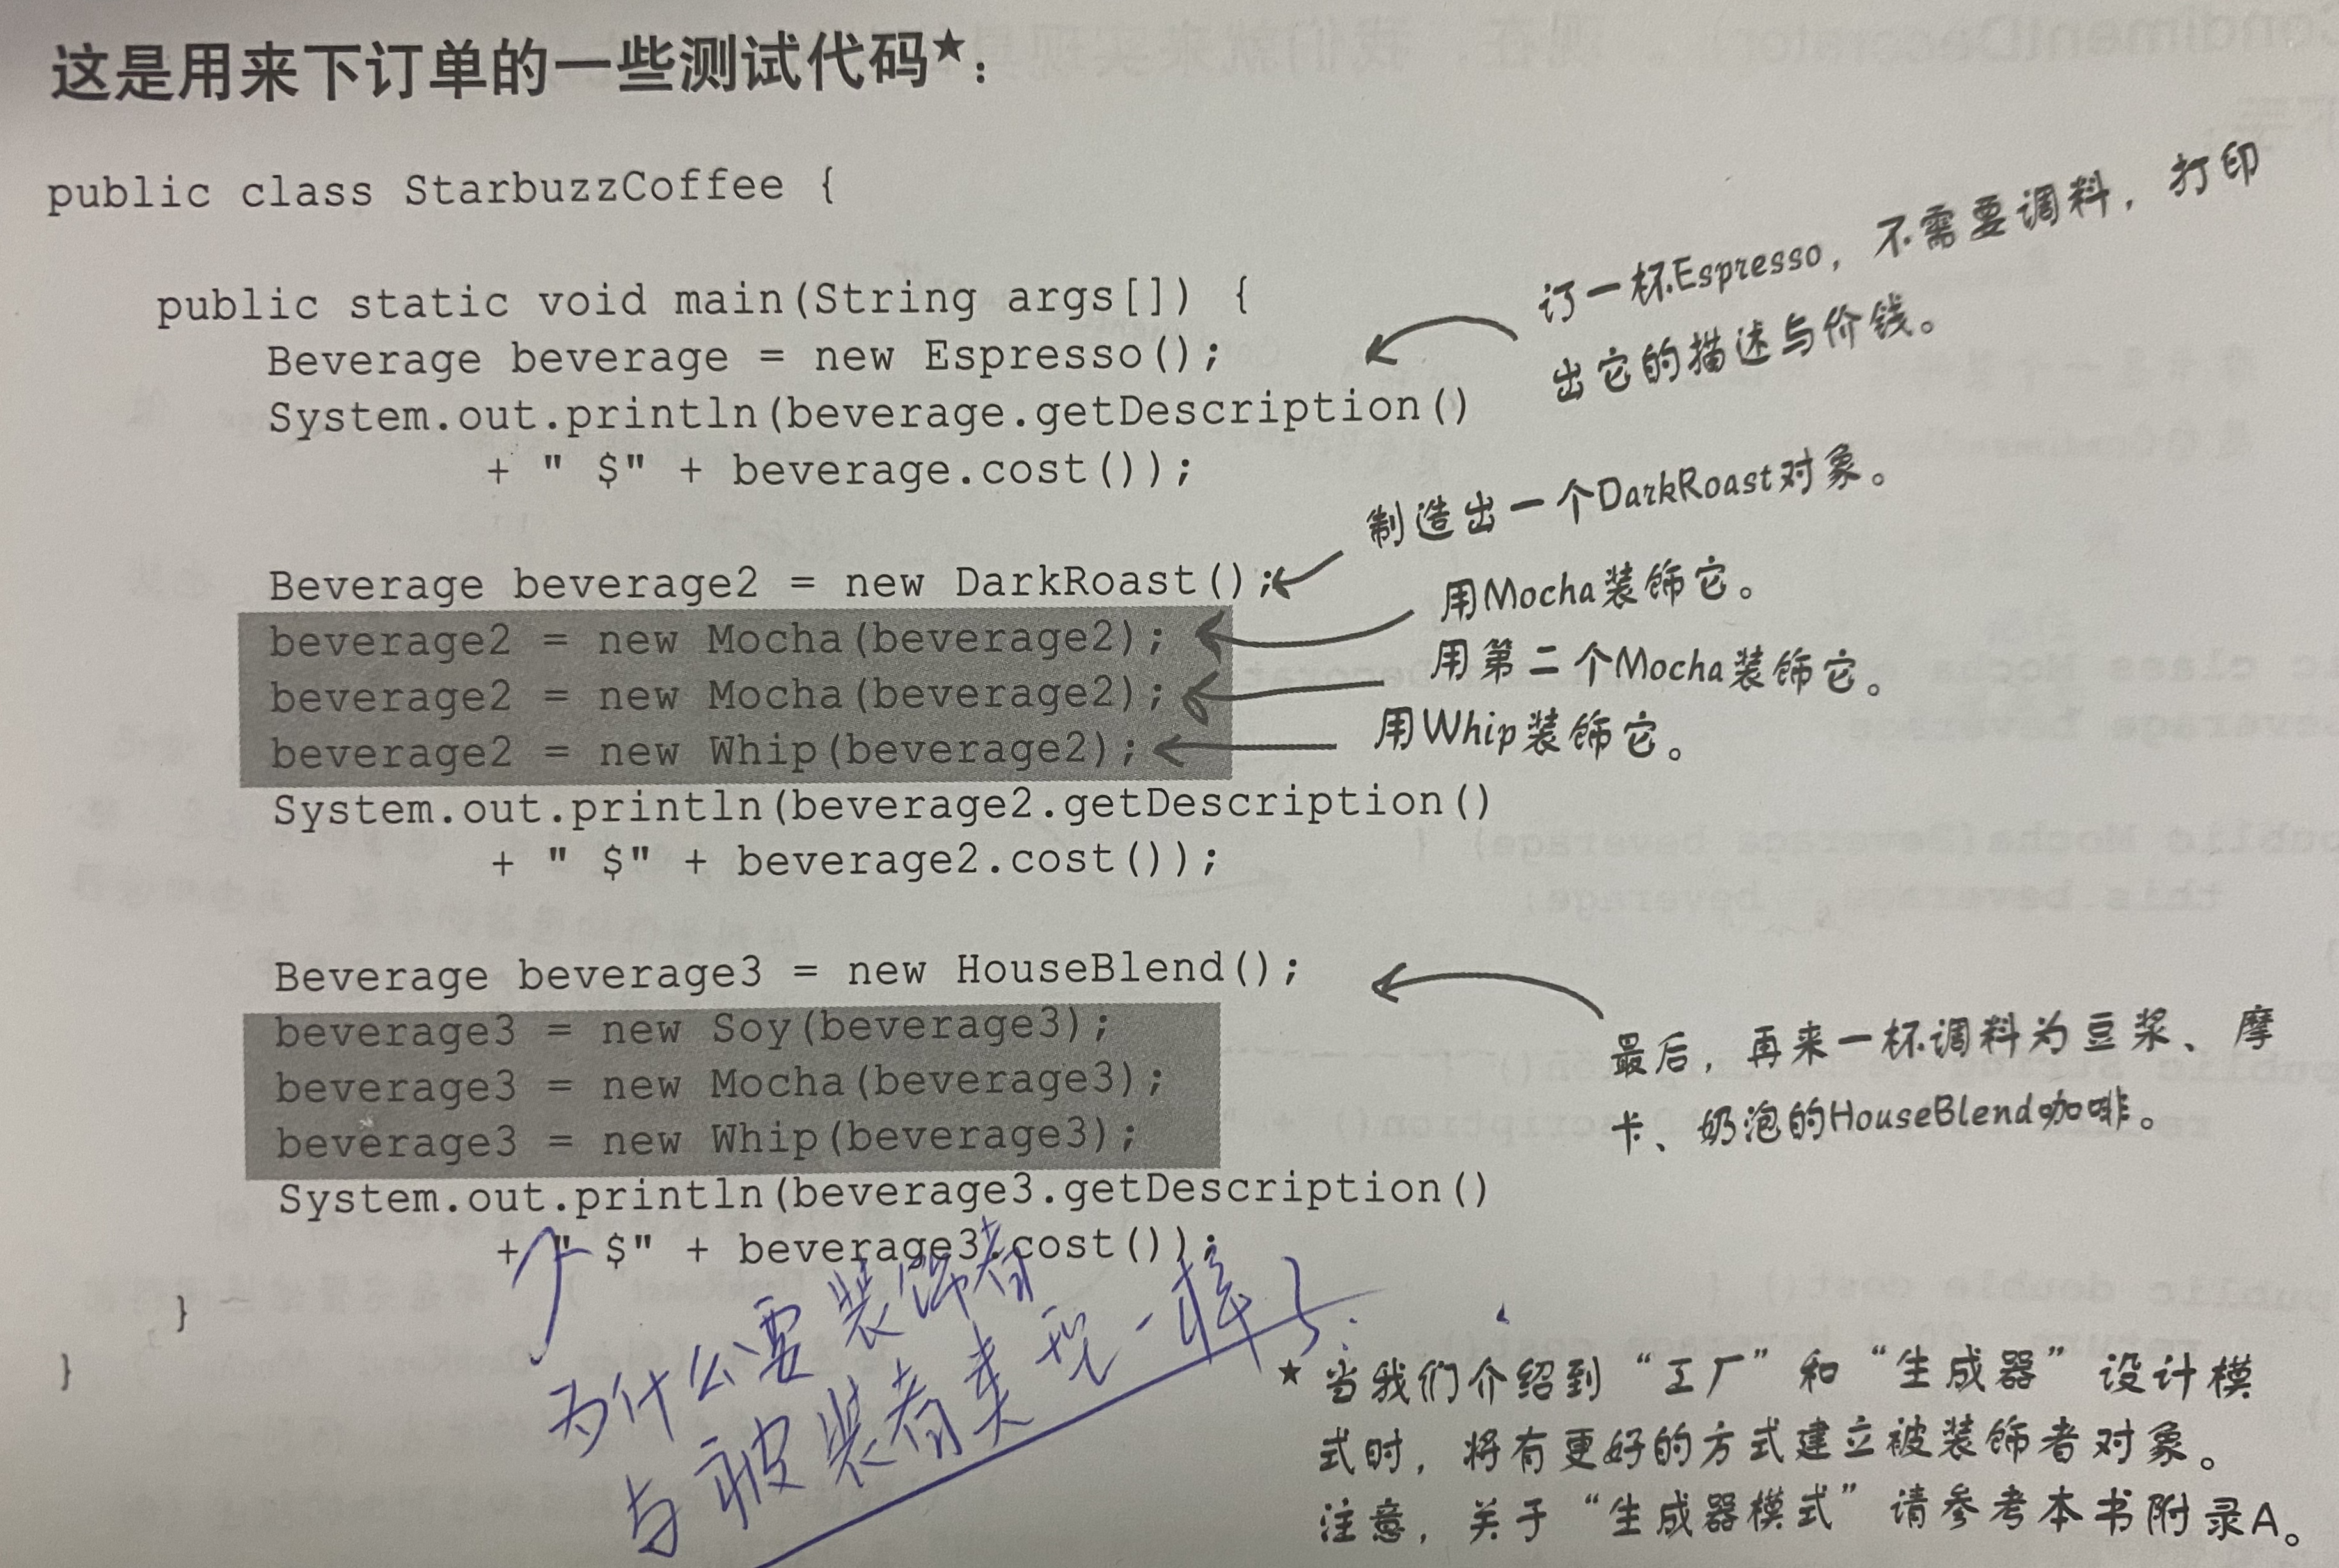 这是用来下订单的一些测试代码★：
public class StarbuzzCoffee {
public static void main(String args[]) {
Beverage beverage = new Espresso();
System.out.println(beverage.getDescription()
+ " $" + beverage.cost());
订一杯Espresso，不需要调料，打印
出它的描述与价钱。
Beverage beverage2 = new DarkRoast();
制造出一个DarkRoast对象。
beverage2 = new Mocha(beverage2);
用Mocha装饰它。
beverage2 = new Mocha(beverage2);
用第二个Mocha装饰它。
beverage2 = new Whip(beverage2);
用Whip装饰它。
System.out.println(beverage2.getDescription()
+ " $" + beverage2.cost());
Beverage beverage3 = new HouseBlend();
beverage3 = new Soy(beverage3);
beverage3 = new Mocha(beverage3);
beverage3 = new Whip(beverage3);
最后，再来一杯调料为豆浆、摩
卡、奶泡的HouseBlend咖啡。
System.out.println(beverage3.getDescription()
+ " $" + beverage3.cost());
}
}
为什么要装饰者
与被装者类型一样？
★ 当我们介绍到“工厂”和“生成器”设计模
式时，将有更好的方式建立被装饰者对象。
注意，关于“生成器模式”请参考本书附录A。